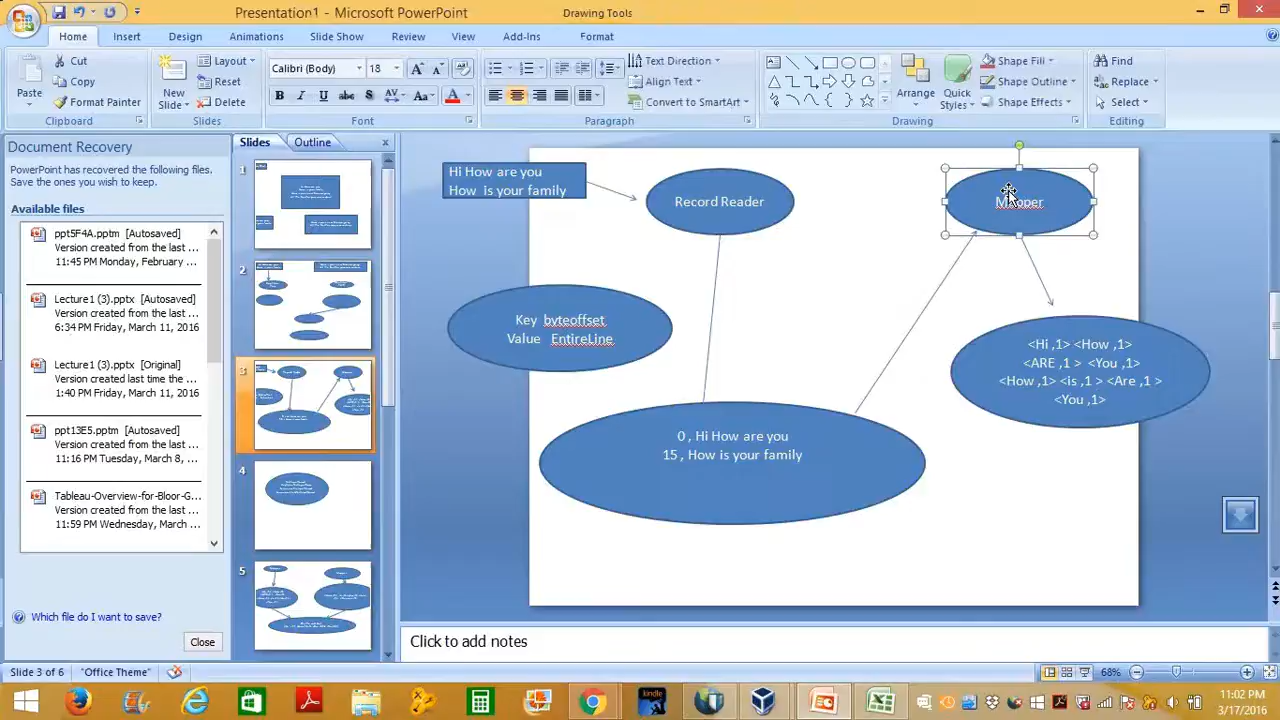 Presentation1 - Microsoft PowerPoint
Drawing Tools
Home
Insert
Design
Animations
Slide Show
Review
View
Add-Ins
Format
Paste
Cut
Copy
Format Painter
Clipboard
New
Slide
Layout
Reset
Delete
Slides
Calibri (Body)
18
Font
Text Direction
Align Text
Convert to SmartArt
Paragraph
Arrange
Quick
Styles
Shape Fill
Shape Outline
Shape Effects
Drawing
Find
Replace
Select
Editing
Document Recovery
PowerPoint has recovered the following files.
Save the ones you wish to keep.
Available files
ppt5F4A.pptm [Autosaved]
Version created from the last ...
11:45 PM Monday, February ...
Lecture1 (3).pptx [Autosaved]
Version created from the last ...
6:34 PM Friday, March 11, 2016
Lecture1 (3).pptx [Original]
Version created last time the ...
1:40 PM Friday, March 11, 2016
ppt13E5.pptm [Autosaved]
Version created from the last ...
11:16 PM Tuesday, March 8, ...
Tableau-Overview-for-Bloor-G...
Version created from the last ...
11:59 PM Wednesday, March ...
Which file do I want to save?
Close
Slides
Outline
1
2
3
4
5
Hi How are you
How is your family
Record Reader
Mapper
Key byteoffset
Value EntireLine
<Hi ,1> <How ,1>
<ARE ,1 > <You ,1>
<How ,1> <is ,1 > <Are ,1 >
<You ,1>
0 , Hi How are you
15 , How is your family
Click to add notes
Slide 3 of 6
"Office Theme"
68%
kindle
11:02 PM
3/17/2016